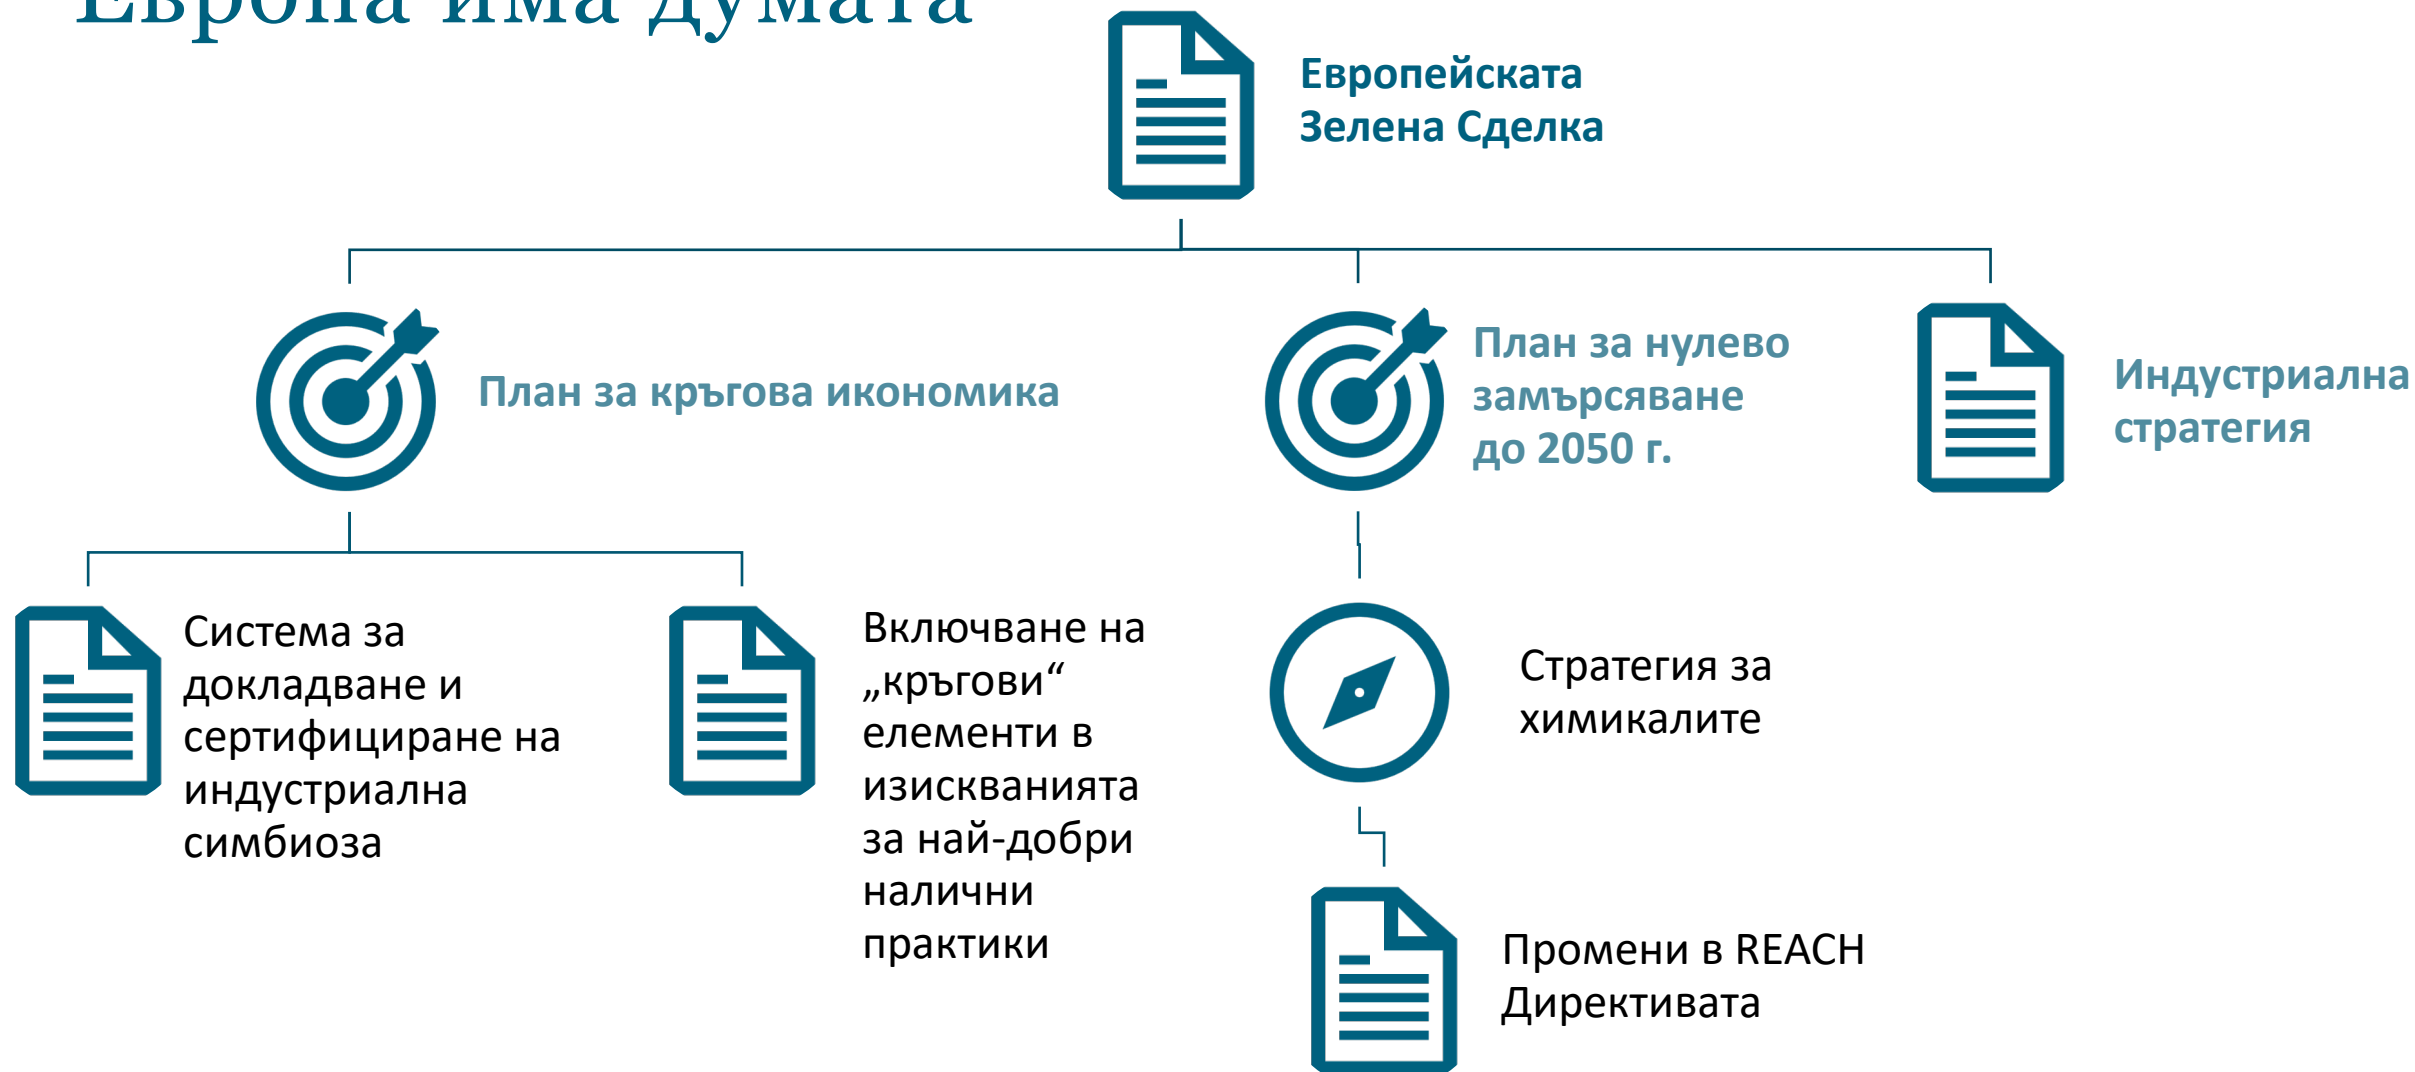 Европа има думата
Европейската
Зелена Сделка
План за кръгова икономика
План за нулево
замърсяване
до 2050 г.
Индустриална
стратегия
Система за
докладване и
сертифициране на
индустриална
симбиоза
Включване на
„кръгови“
елементи в
изискванията
за най-добри
налични
практики
Стратегия за
химикалите
Промени в REACH
Директивата